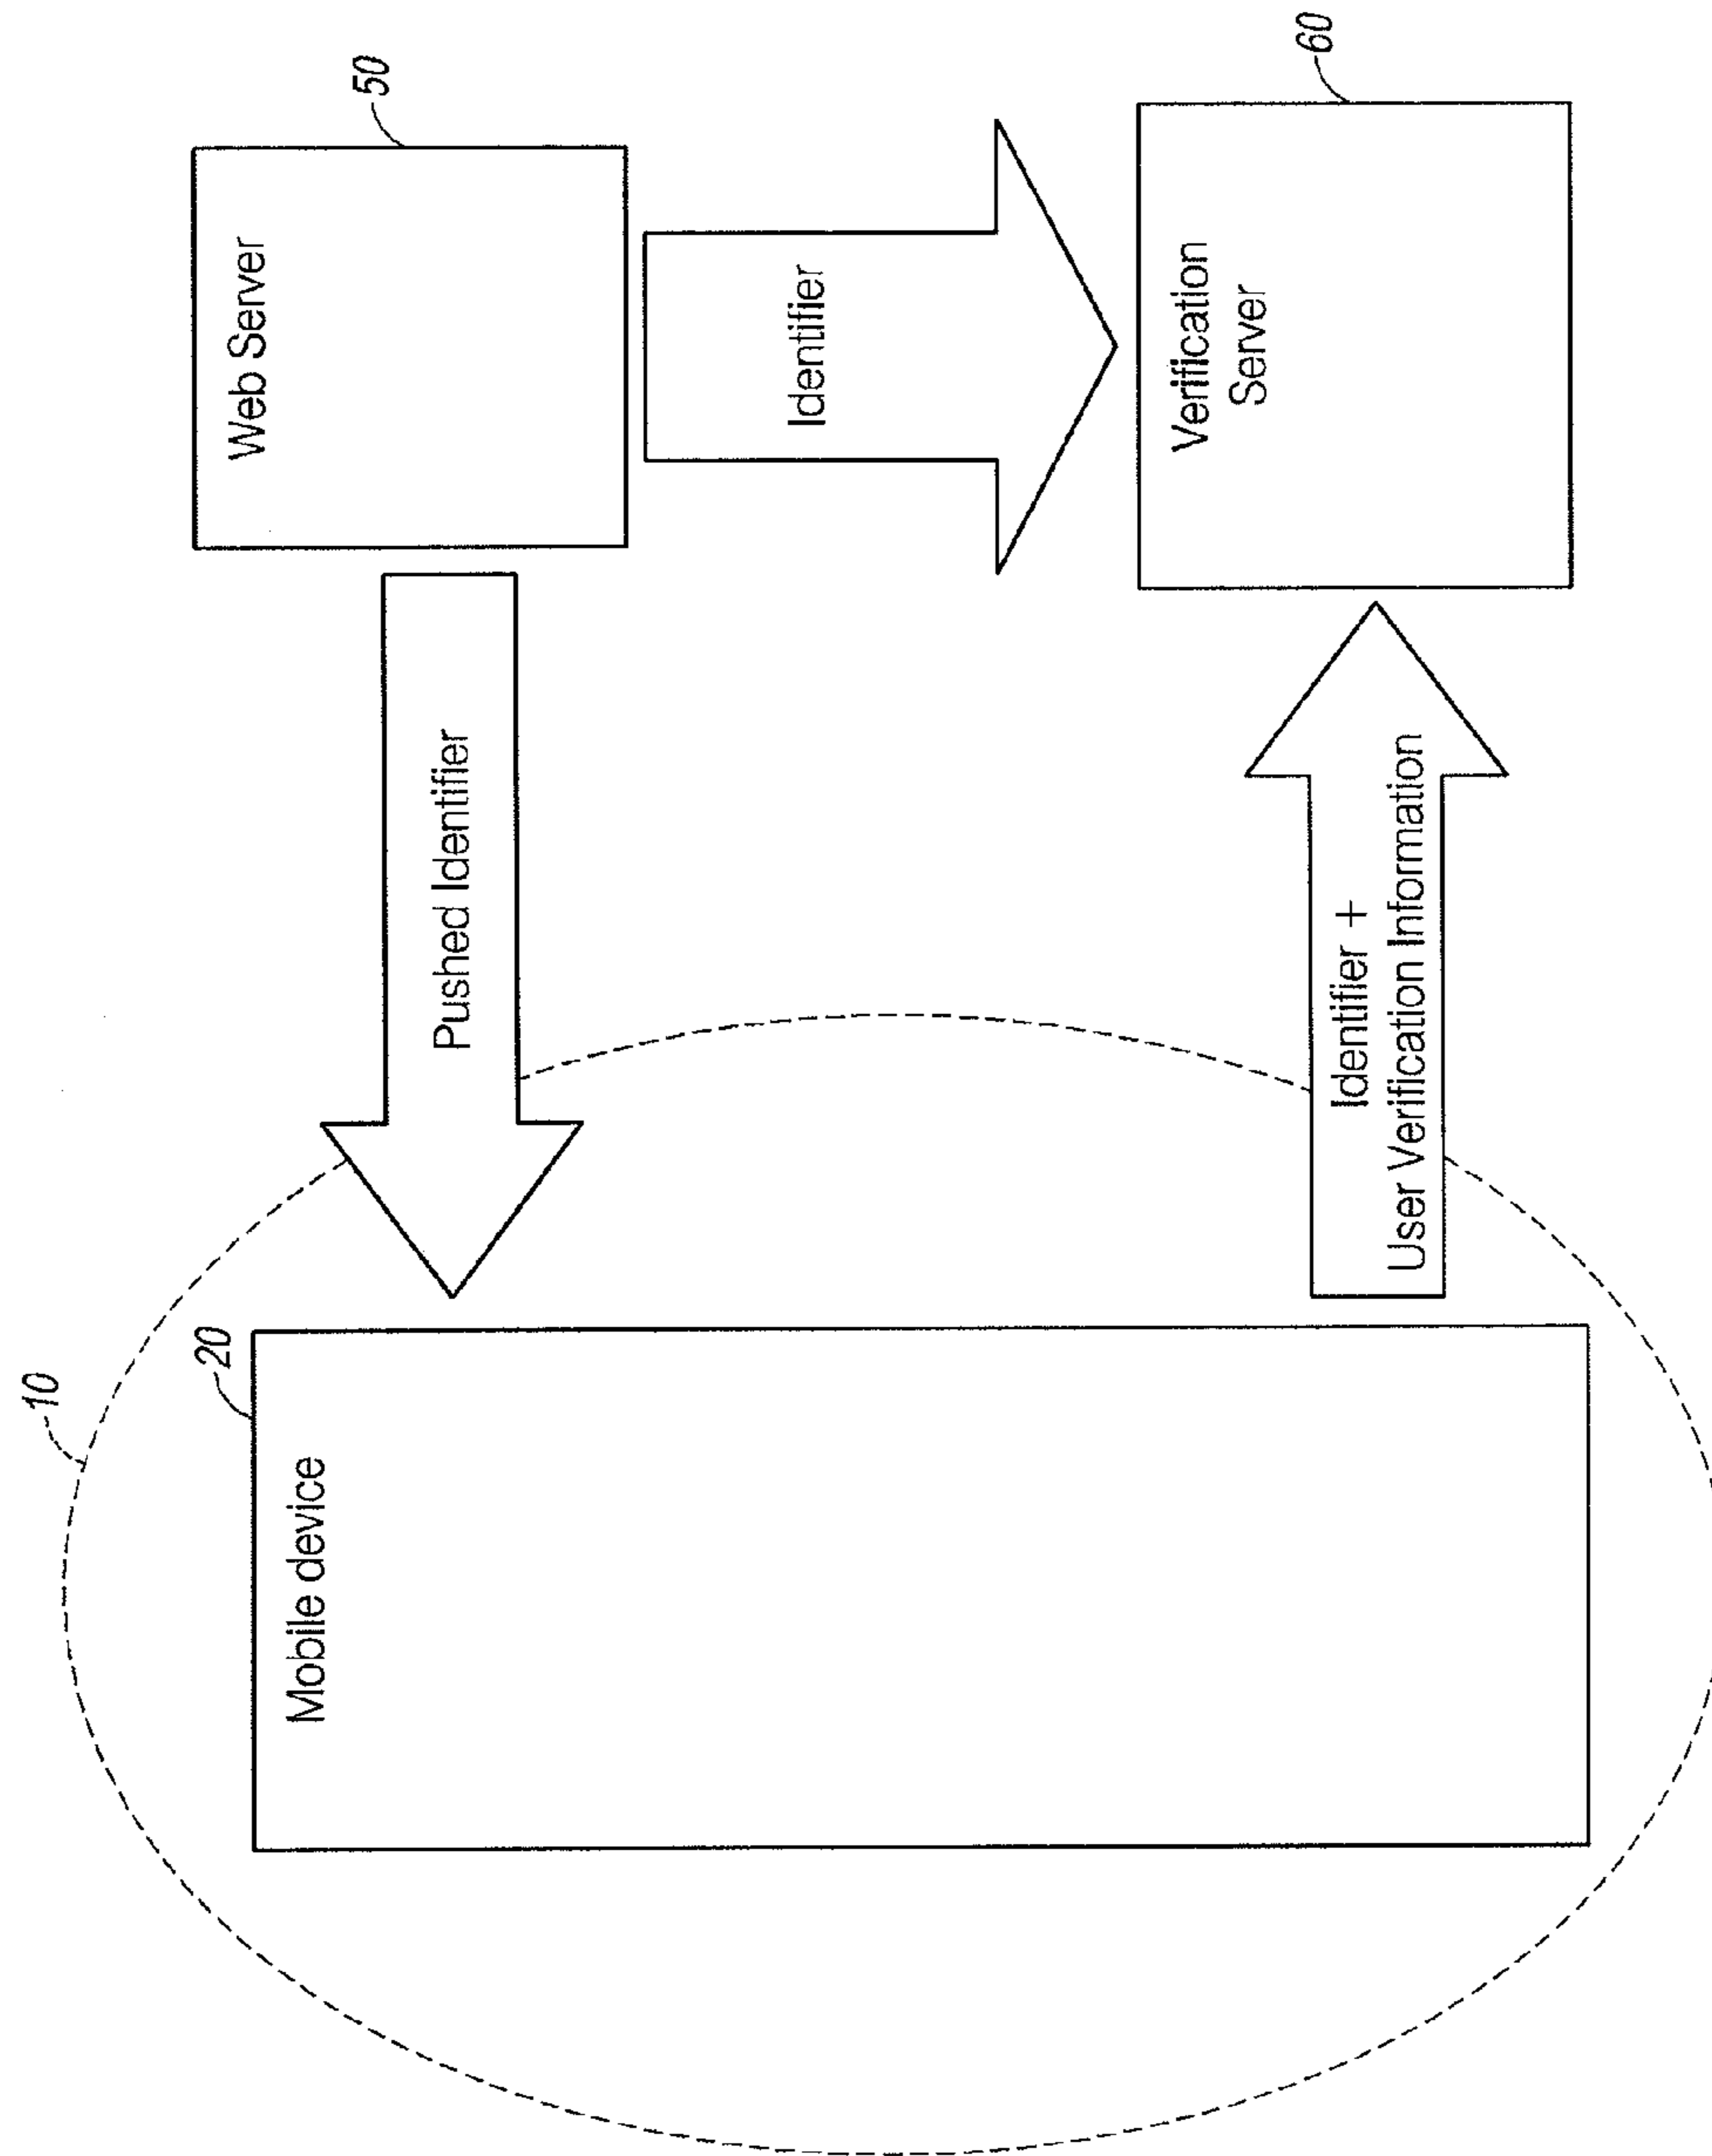 10
20
Mobile device
Pushed Identifier
50
Web Server
Identifier
Identifier +
User Verification Information
60
Verification
Server